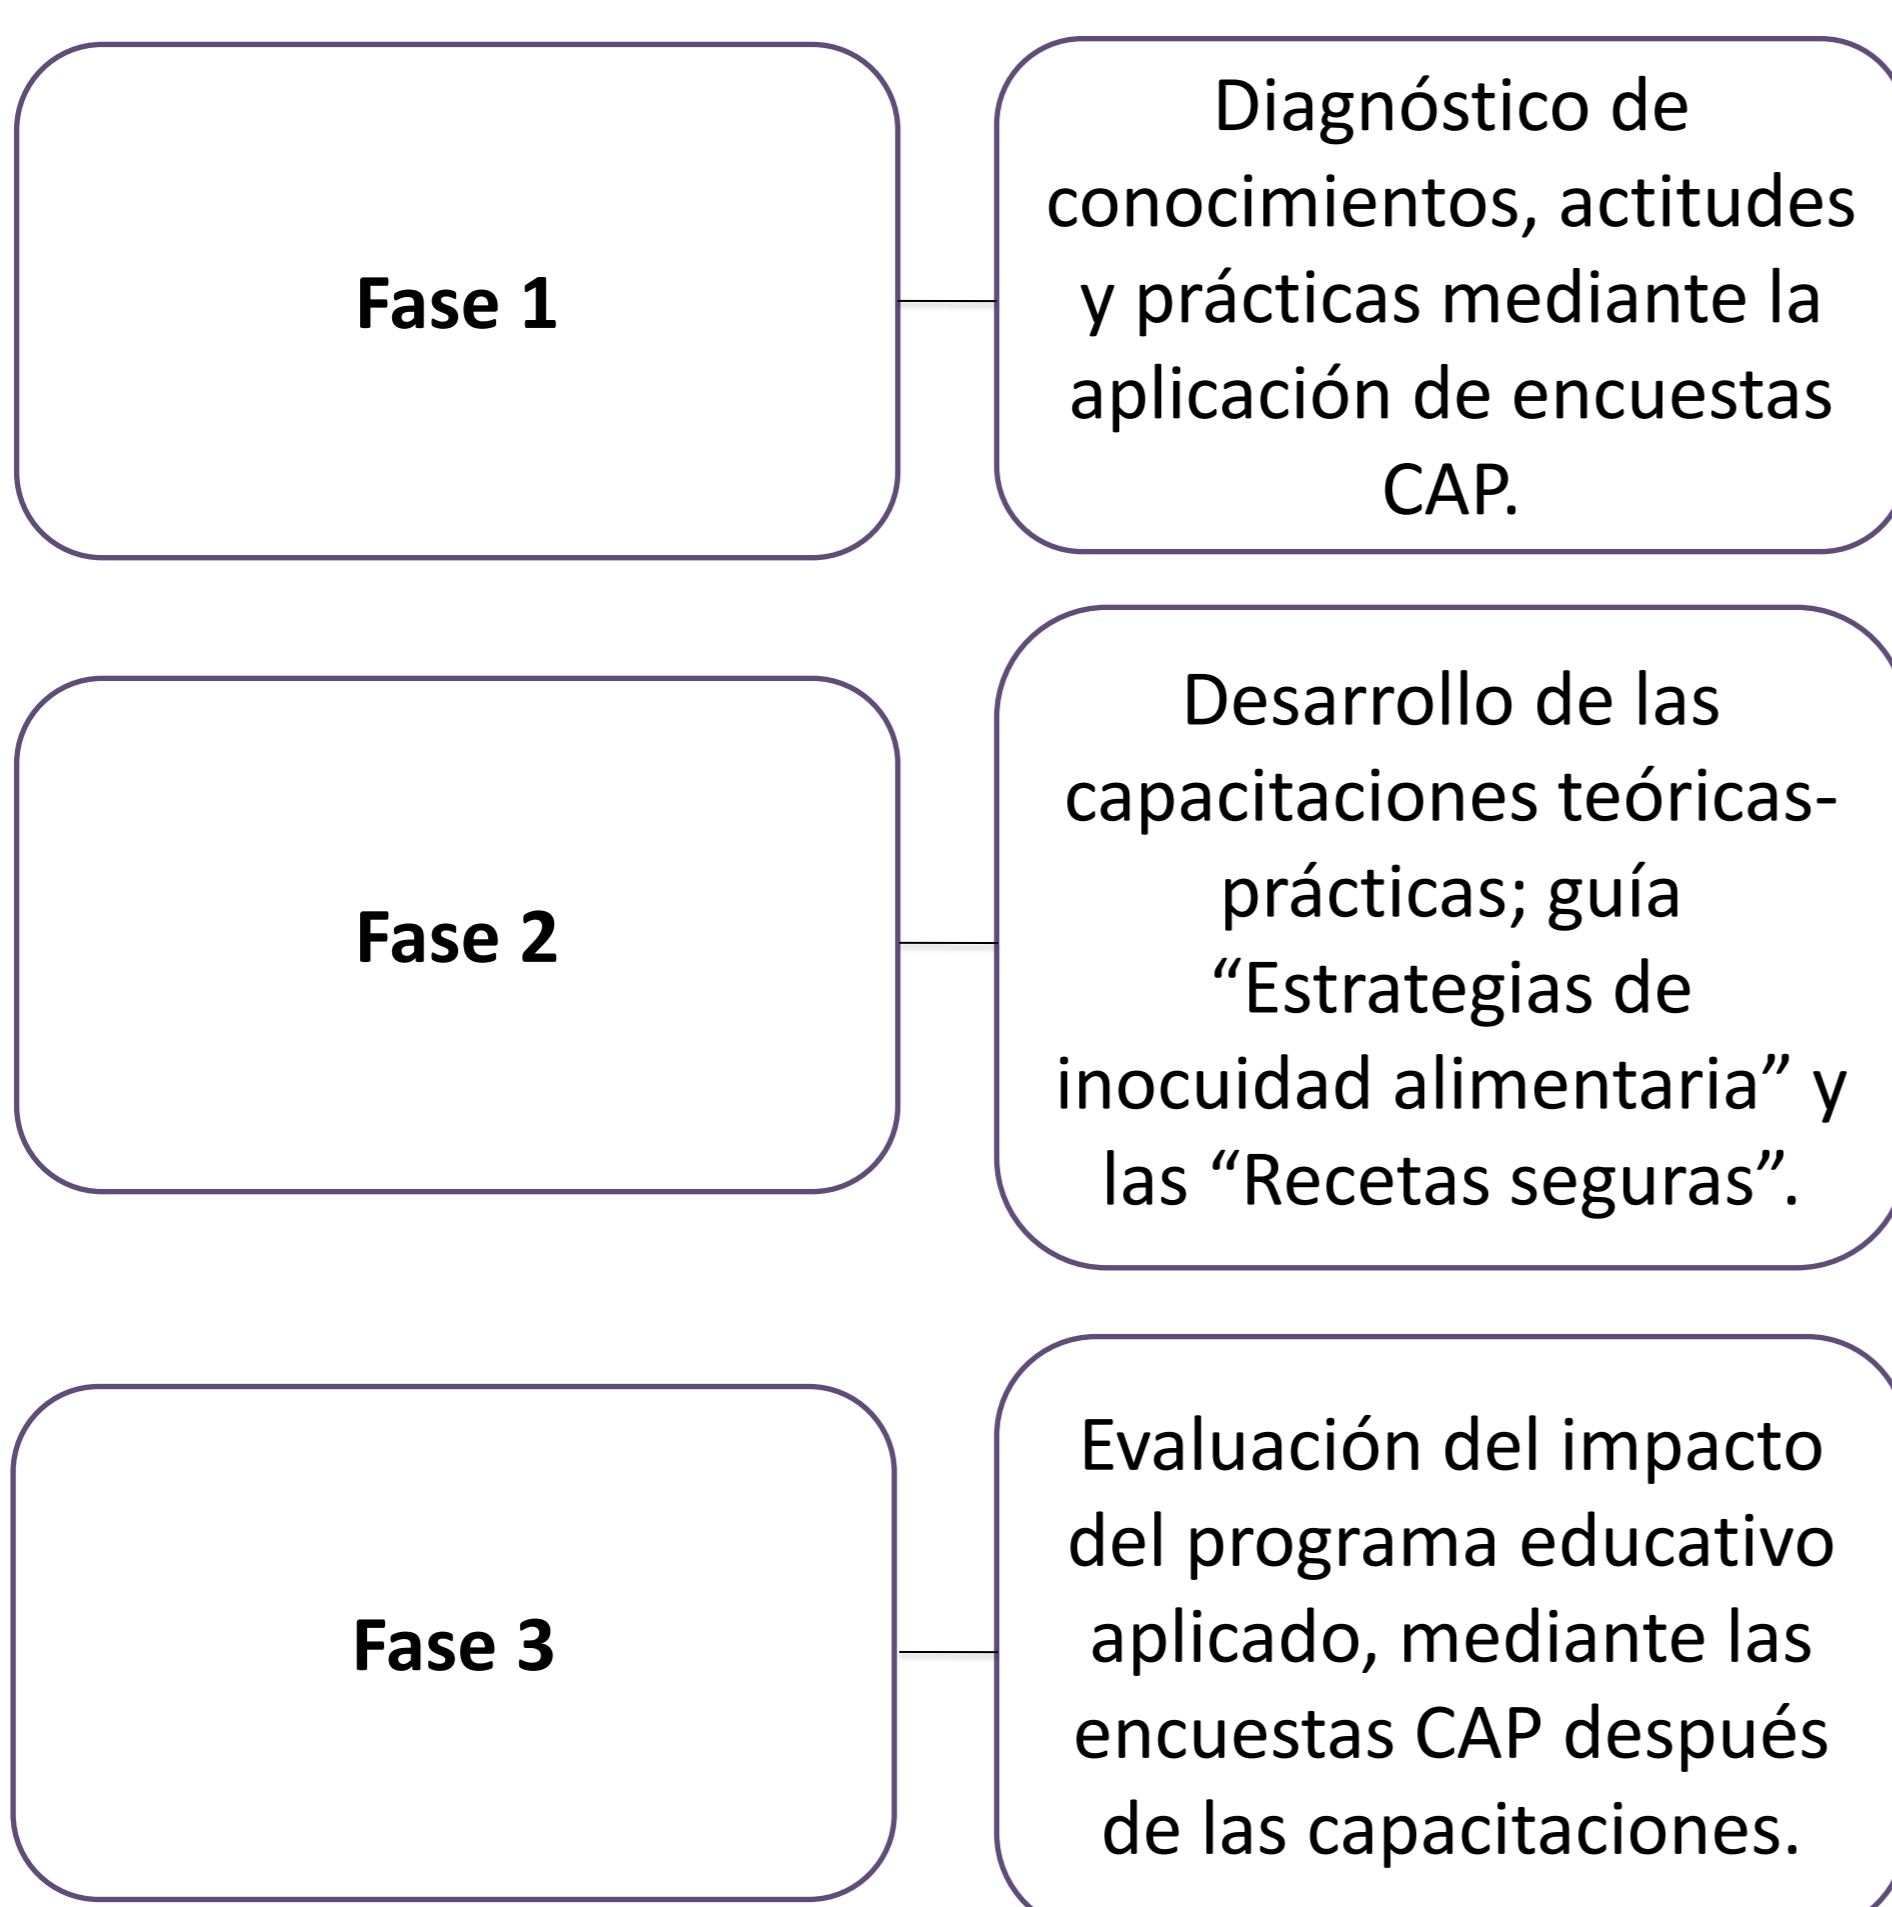 Fase 1
Diagnóstico de
conocimientos, actitudes
y prácticas mediante la
aplicación de encuestas
CAP.
Fase 2
Desarrollo de las
capacitaciones teóricas-
prácticas; guía
“Estrategias de
inocuidad alimentaria” y
las “Recetas seguras”.
Fase 3
Evaluación del impacto
del programa educativo
aplicado, mediante las
encuestas CAP después
de las capacitaciones.